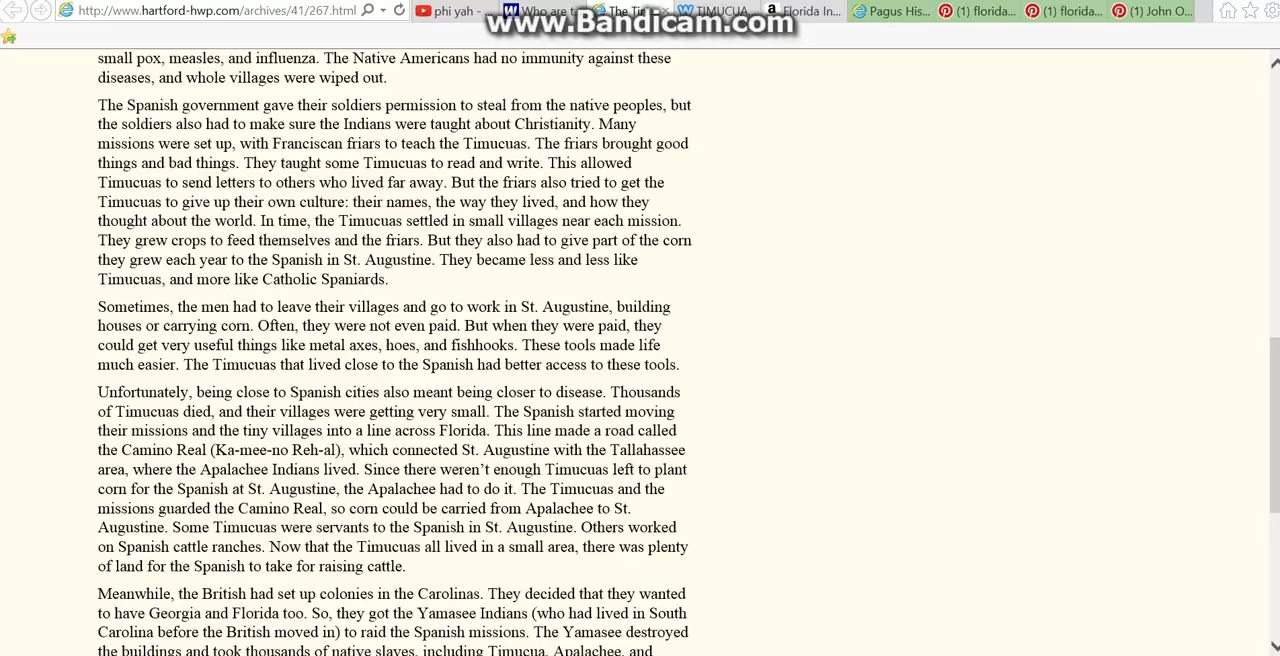 http://www.hartford-hwp.com/archives/41/267.html
phi yah -
Who are t
The Ti
TIMUCUA
Florida In...
Pagus His...
(1) florida...
(1) florida...
(1) John O...
www.Bandicam.com
small pox, measles, and influenza. The Native Americans had no immunity against these
diseases, and whole villages were wiped out.
The Spanish government gave their soldiers permission to steal from the native peoples, but
the soldiers also had to make sure the Indians were taught about Christianity. Many
missions were set up, with Franciscan friars to teach the Timucuas. The friars brought good
things and bad things. They taught some Timucuas to read and write. This allowed
Timucuas to send letters to others who lived far away. But the friars also tried to get the
Timucuas to give up their own culture: their names, the way they lived, and how they
thought about the world. In time, the Timucuas settled in small villages near each mission.
They grew crops to feed themselves and the friars. But they also had to give part of the corn
they grew each year to the Spanish in St. Augustine. They became less and less like
Timucuas, and more like Catholic Spaniards.
Sometimes, the men had to leave their villages and go to work in St. Augustine, building
houses or carrying corn. Often, they were not even paid. But when they were paid, they
could get very useful things like metal axes, hoes, and fishhooks. These tools made life
much easier. The Timucuas that lived close to the Spanish had better access to these tools.
Unfortunately, being close to Spanish cities also meant being closer to disease. Thousands
of Timucuas died, and their villages were getting very small. The Spanish started moving
their missions and the tiny villages into a line across Florida. This line made a road called
the Camino Real (Ka-mee-no Reh-al), which connected St. Augustine with the Tallahassee
area, where the Apalachee Indians lived. Since there weren’t enough Timucuas left to plant
corn for the Spanish at St. Augustine, the Apalachee had to do it. The Timucuas and the
missions guarded the Camino Real, so corn could be carried from Apalachee to St.
Augustine. Some Timucuas were servants to the Spanish in St. Augustine. Others worked
on Spanish cattle ranches. Now that the Timucuas all lived in a small area, there was plenty
of land for the Spanish to take for raising cattle.
Meanwhile, the British had set up colonies in the Carolinas. They decided that they wanted
to have Georgia and Florida too. So, they got the Yamasee Indians (who had lived in South
Carolina before the British moved in) to raid the Spanish missions. The Yamasee destroyed
the buildings and took thousands of native slaves, including Timucua, Apalachee, and